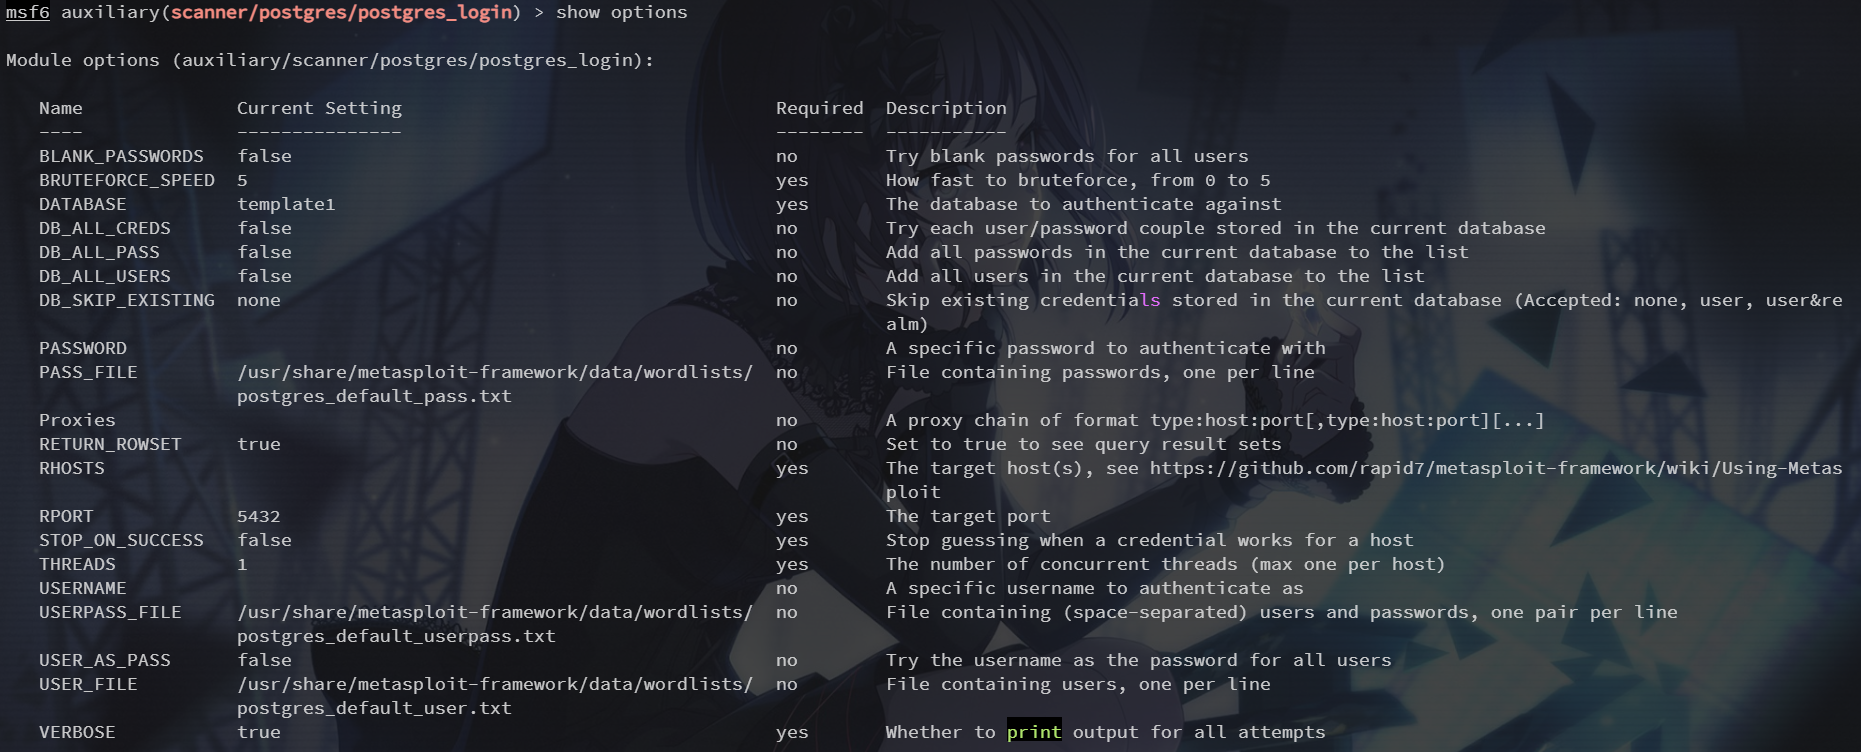 msf6 auxiliary(scanner/postgres/postgres_login) > show options
Module options (auxiliary/scanner/postgres/postgres_login):
Name Current Setting Required Description
---- --------------- -------- -----------
BLANK_PASSWORDS false no Try blank passwords for all users
BRUTEFORCE_SPEED 5 yes How fast to bruteforce, from 0 to 5
DATABASE template1 yes The database to authenticate against
DB_ALL_CREDS false no Try each user/password couple stored in the current database
DB_ALL_PASS false no Add all passwords in the current database to the list
DB_ALL_USERS false no Add all users in the current database to the list
DB_SKIP_EXISTING none no Skip existing credentials stored in the current database (Accepted: none, user, user&re
alm)
PASSWORD no A specific password to authenticate with
PASS_FILE /usr/share/metasploit-framework/data/wordlists/ no File containing passwords, one per line
postgres_default_pass.txt
Proxies no A proxy chain of format type:host:port[,type:host:port][...]
RETURN_ROWSET true no Set to true to see query result sets
RHOSTS yes The target host(s), see https://github.com/rapid7/metasploit-framework/wiki/Using-Metas
ploit
RPORT 5432 yes The target port
STOP_ON_SUCCESS false yes Stop guessing when a credential works for a host
THREADS 1 yes The number of concurrent threads (max one per host)
USERNAME no A specific username to authenticate as
USERPASS_FILE /usr/share/metasploit-framework/data/wordlists/ no File containing (space-separated) users and passwords, one pair per line
postgres_default_userpass.txt
USER_AS_PASS false no Try the username as the password for all users
USER_FILE /usr/share/metasploit-framework/data/wordlists/ no File containing users, one per line
postgres_default_user.txt
VERBOSE true yes Whether to print output for all attempts